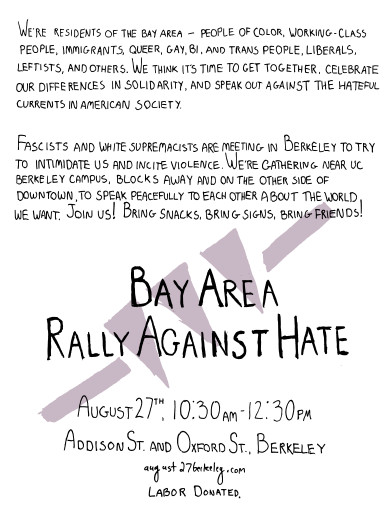 WE'RE RESIDENTS OF THE BAY AREA – PEOPLE OF COLOR, WORKING-CLASS
PEOPLE, IMMIGRANTS, QUEER, GAY, BI, AND TRANS PEOPLE, LIBERALS,
LEFTISTS, AND OTHERS. WE THINK IT'S TIME TO GET TOGETHER, CELEBRATE
OUR DIFFERENCES IN SOLIDARITY, AND SPEAK OUT AGAINST THE HATEFUL
CURRENTS IN AMERICAN SOCIETY.
FASCISTS AND WHITE SUPREMACISTS ARE MEETING IN BERKELEY TO TRY
TO INTIMIDATE US AND INCITE VIOLENCE. WE'RE GATHERING NEAR UC
BERKELEY CAMPUS, BLOCKS AWAY AND ON THE OTHER SIDE OF
DOWNTOWN, TO SPEAK PEACEFULLY TO EACH OTHER ABOUT THE WORLD
WE WANT. JOIN US! BRING SNACKS, BRING SIGNS, BRING FRIENDS!
BAY AREA
RALLY AGAINST HATE
AUGUST 27TH, 10:30AM-12:30PM
ADDISON ST. AND OXFORD ST., BERKELEY
august27berkeley.com
LABOR DONATED.